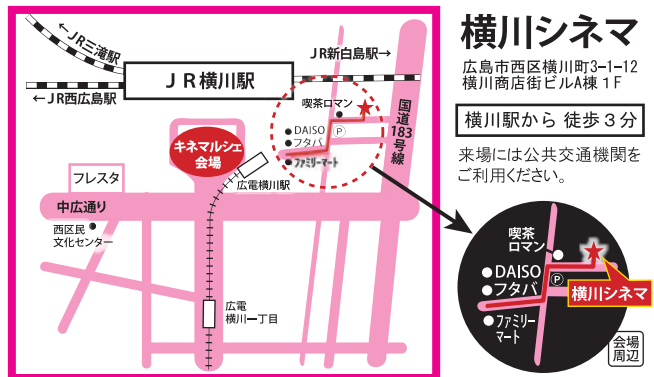 ←JR三滝駅
JR横川駅
JR新白島駅→
←JR西広島駅
喫茶ロマン
P
DAISO
フタバ
ファミリーマート
国道183号線
キネマルシェ
会場
広電横川駅
フレスタ
中広通り
西区民
文化センター
広電
横川一丁目
横川シネマ
広島市西区横川町3-1-12
横川商店街ビルA棟1F
横川駅から 徒歩3分
来場には公共交通機関を
ご利用ください。
喫茶
ロマン
DAISO
フタバ
P
横川シネマ
ファミリー
マート
会場
周辺